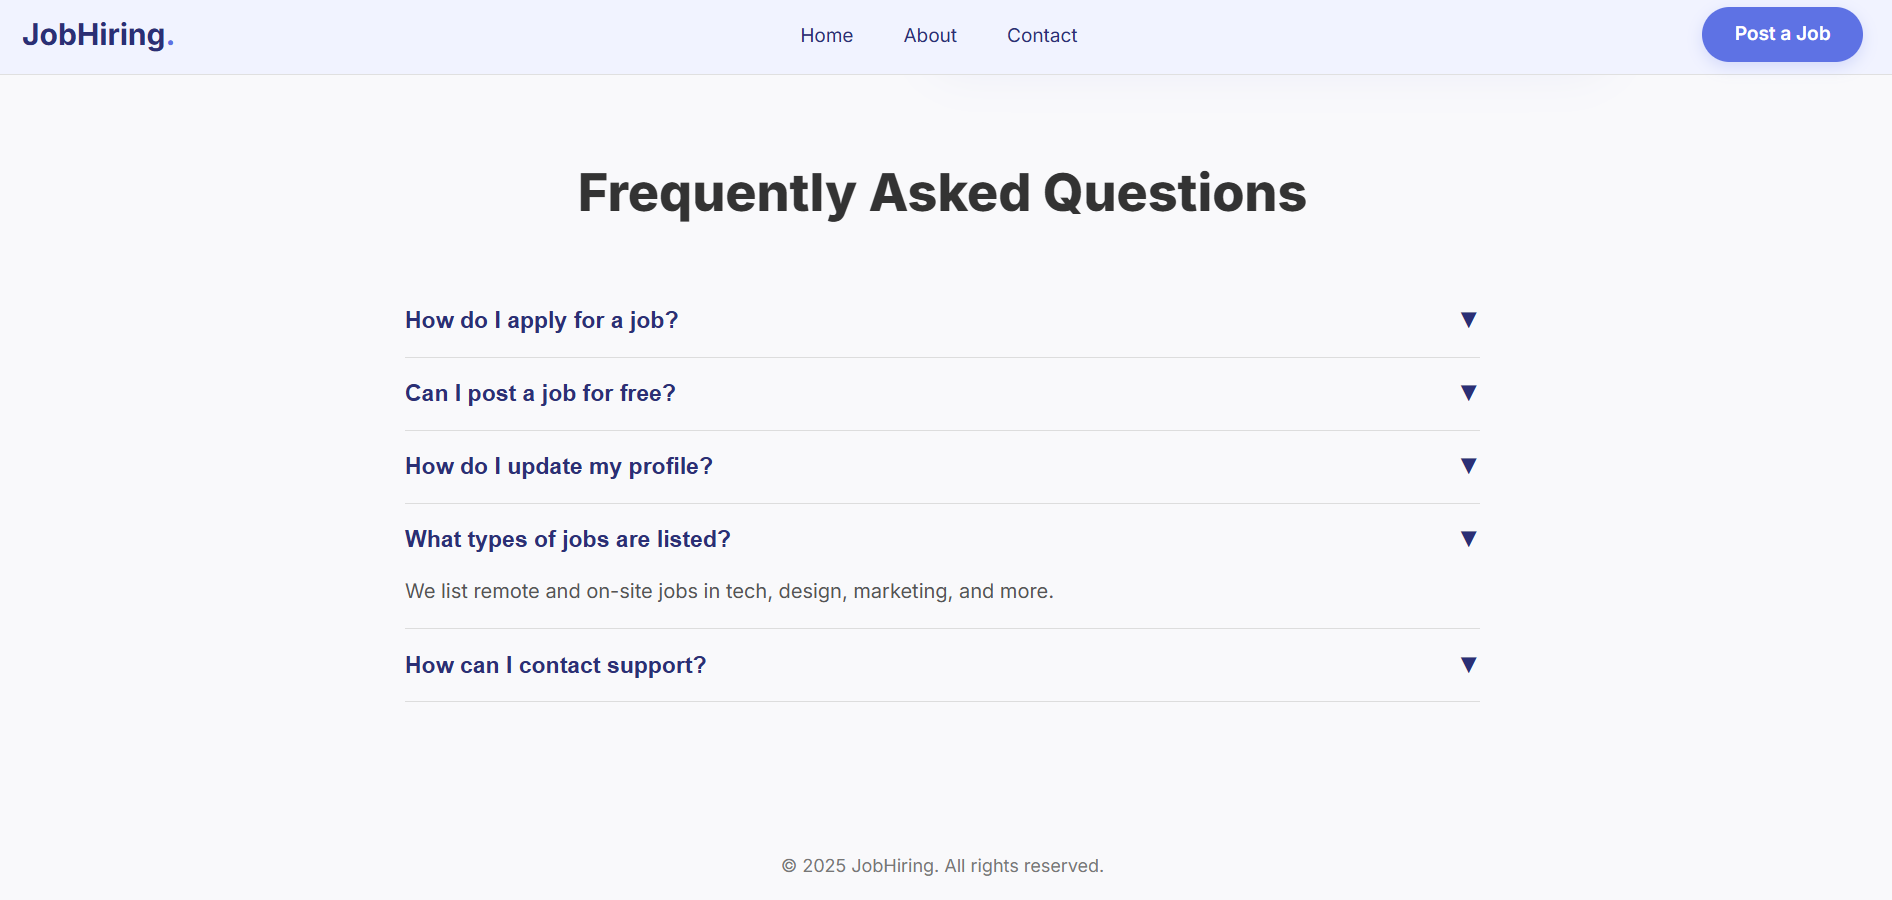 JobHiring.
Home About Contact
Post a Job
Frequently Asked Questions
How do I apply for a job? ▼
Can I post a job for free? ▼
How do I update my profile? ▼
What types of jobs are listed? ▼
We list remote and on-site jobs in tech, design, marketing, and more.
How can I contact support? ▼
© 2025 JobHiring. All rights reserved.